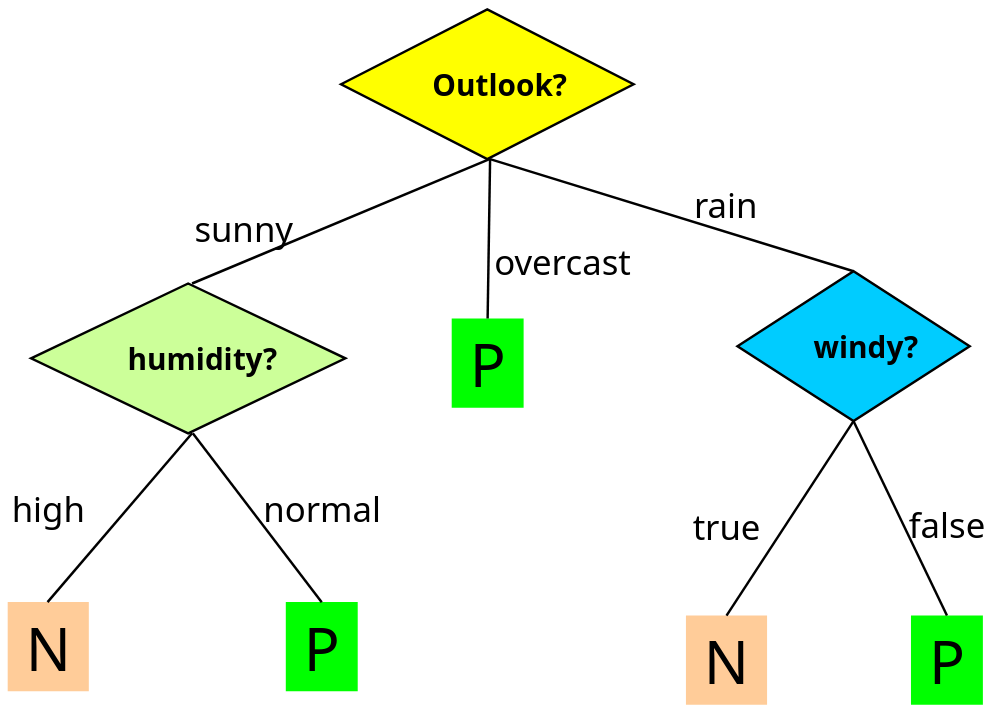 Outlook?
rain
sunny
overcast
windy?
humidity?
P
high
normal
true
false
N
P
N
P